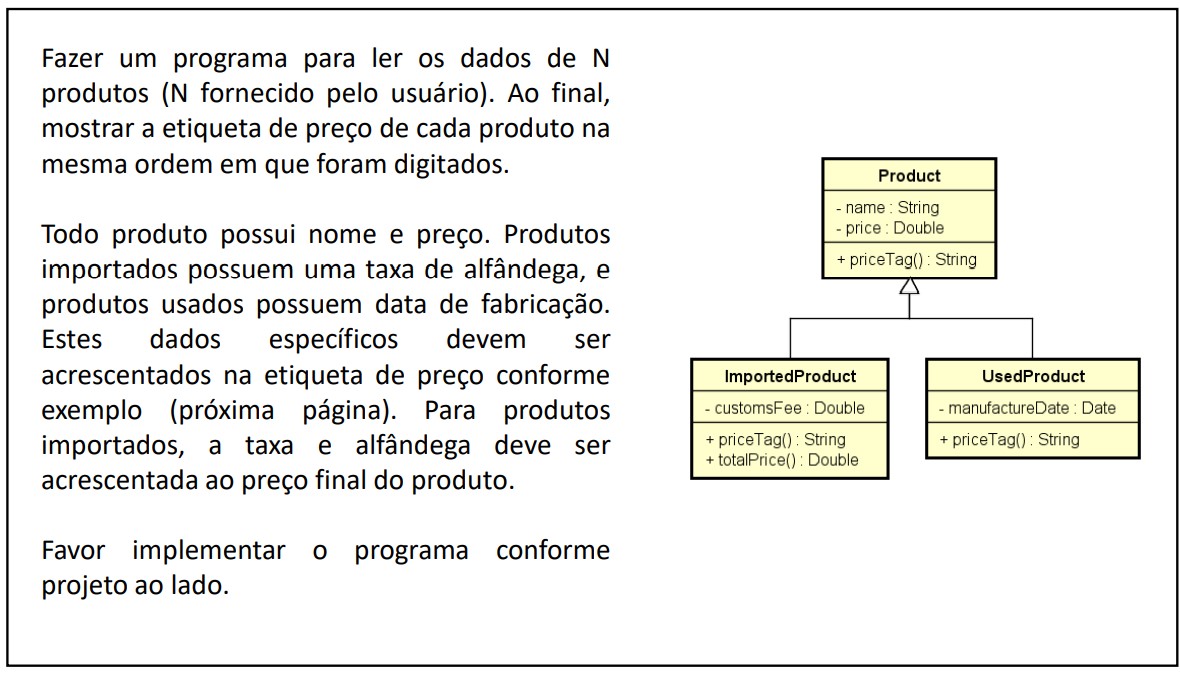 Fazer um programa para ler os dados de N
produtos (N fornecido pelo usuário). Ao final,
mostrar a etiqueta de preço de cada produto na
mesma ordem em que foram digitados.
Todo produto possui nome e preço. Produtos
importados possuem uma taxa de alfândega, e
produtos usados possuem data de fabricação.
Estes dados específicos devem ser
acrescentados na etiqueta de preço conforme
exemplo (próxima página). Para produtos
importados, a taxa e alfândega deve ser
acrescentada ao preço final do produto.
Favor implementar o programa conforme
projeto ao lado.
Product
- name : String
- price : Double
+ priceTag() : String
ImportedProduct
- customsFee : Double
+ priceTag() : String
+ totalPrice() : Double
UsedProduct
- manufactureDate : Date
+ priceTag() : String